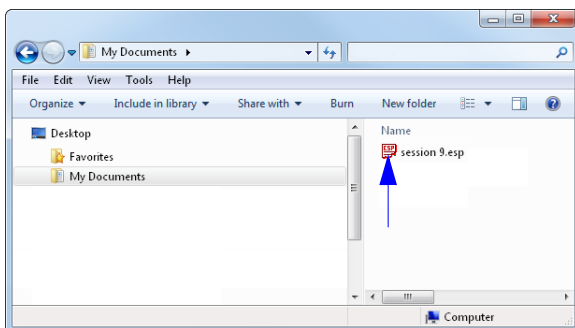 My Documents
File Edit View Tools Help
Organize Include in library Share with Burn New folder
Desktop
Favorites
My Documents
Name
ESP session 9.esp
Computer